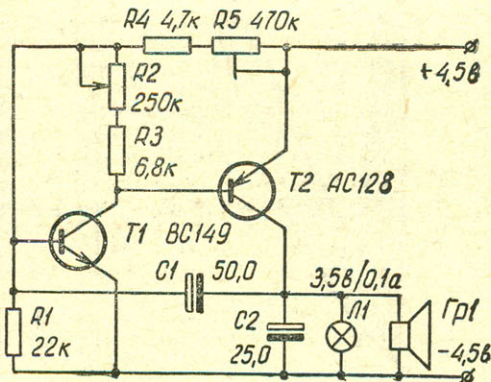 R4 4,7к R5 470к
+4,5в
R2
250к
R3
6,8к
T2 AC128
T1 BC149
C1 50,0
3,5в/0,1а
R1
22к
C2
25,0
Л1
Гр1
-4,5в